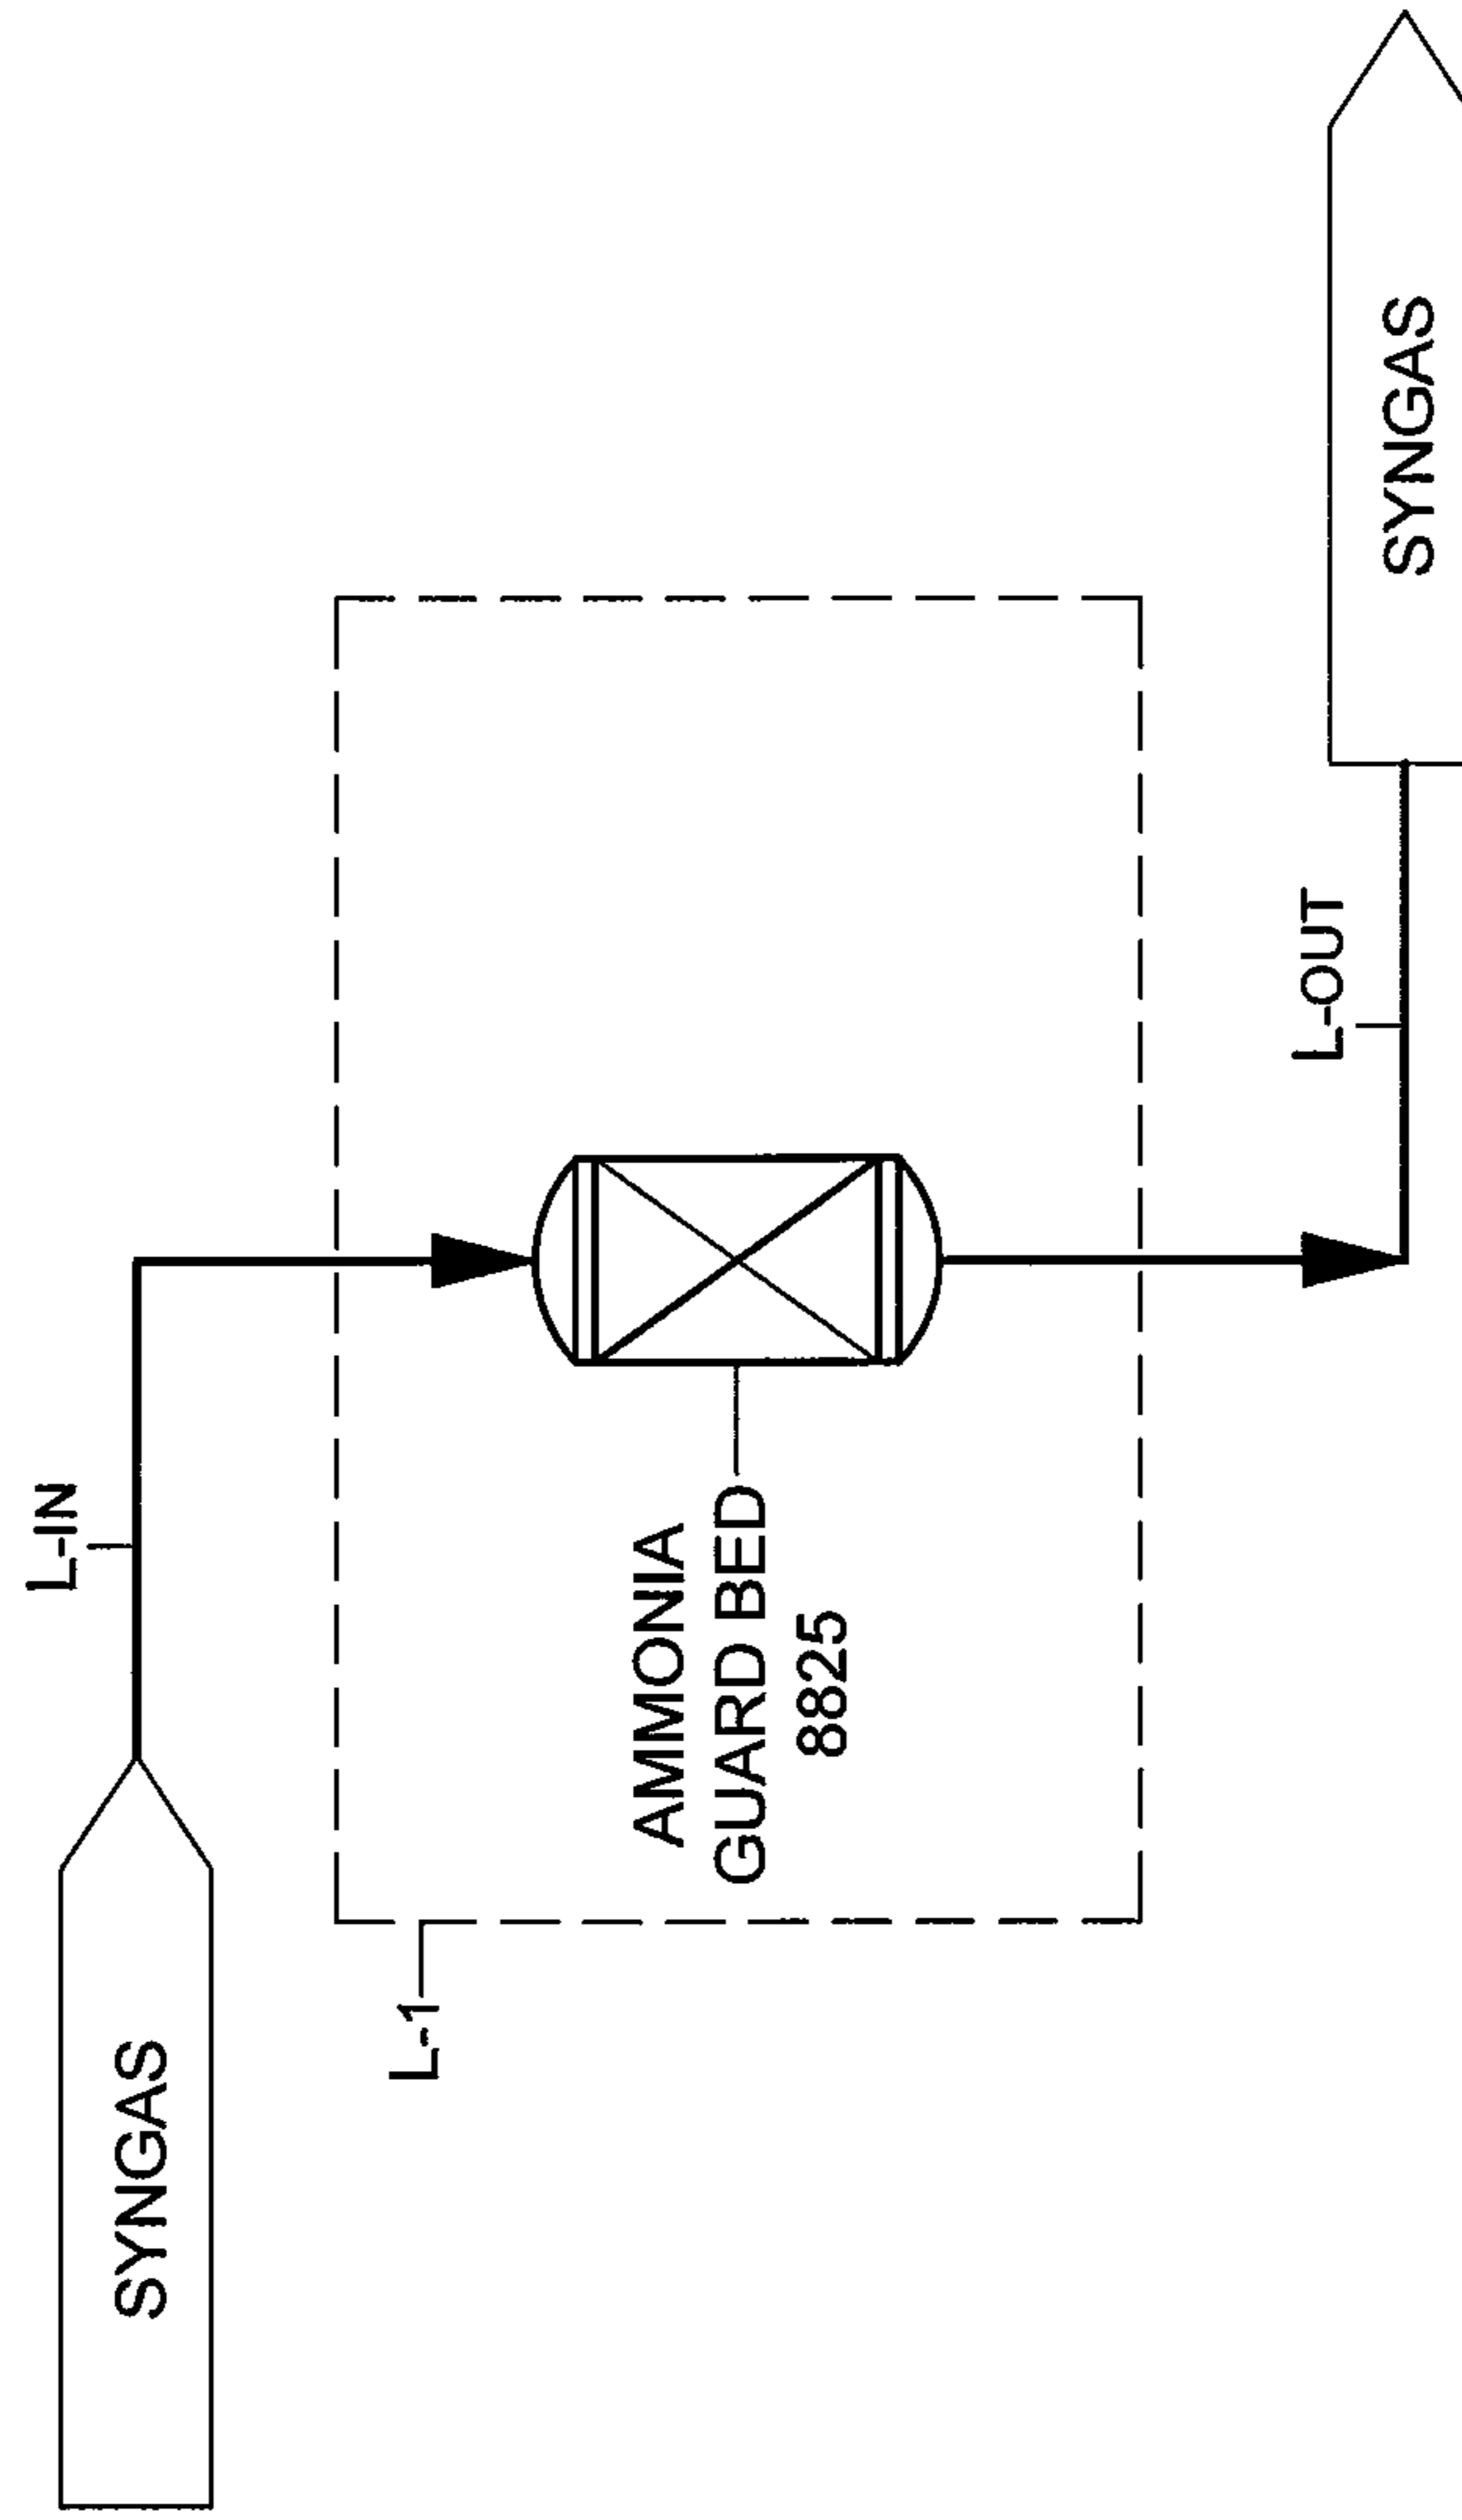 SYNGAS
L-IN
L-1
AMMONIA
GUARD BED
8825
L-OUT
SYNGAS